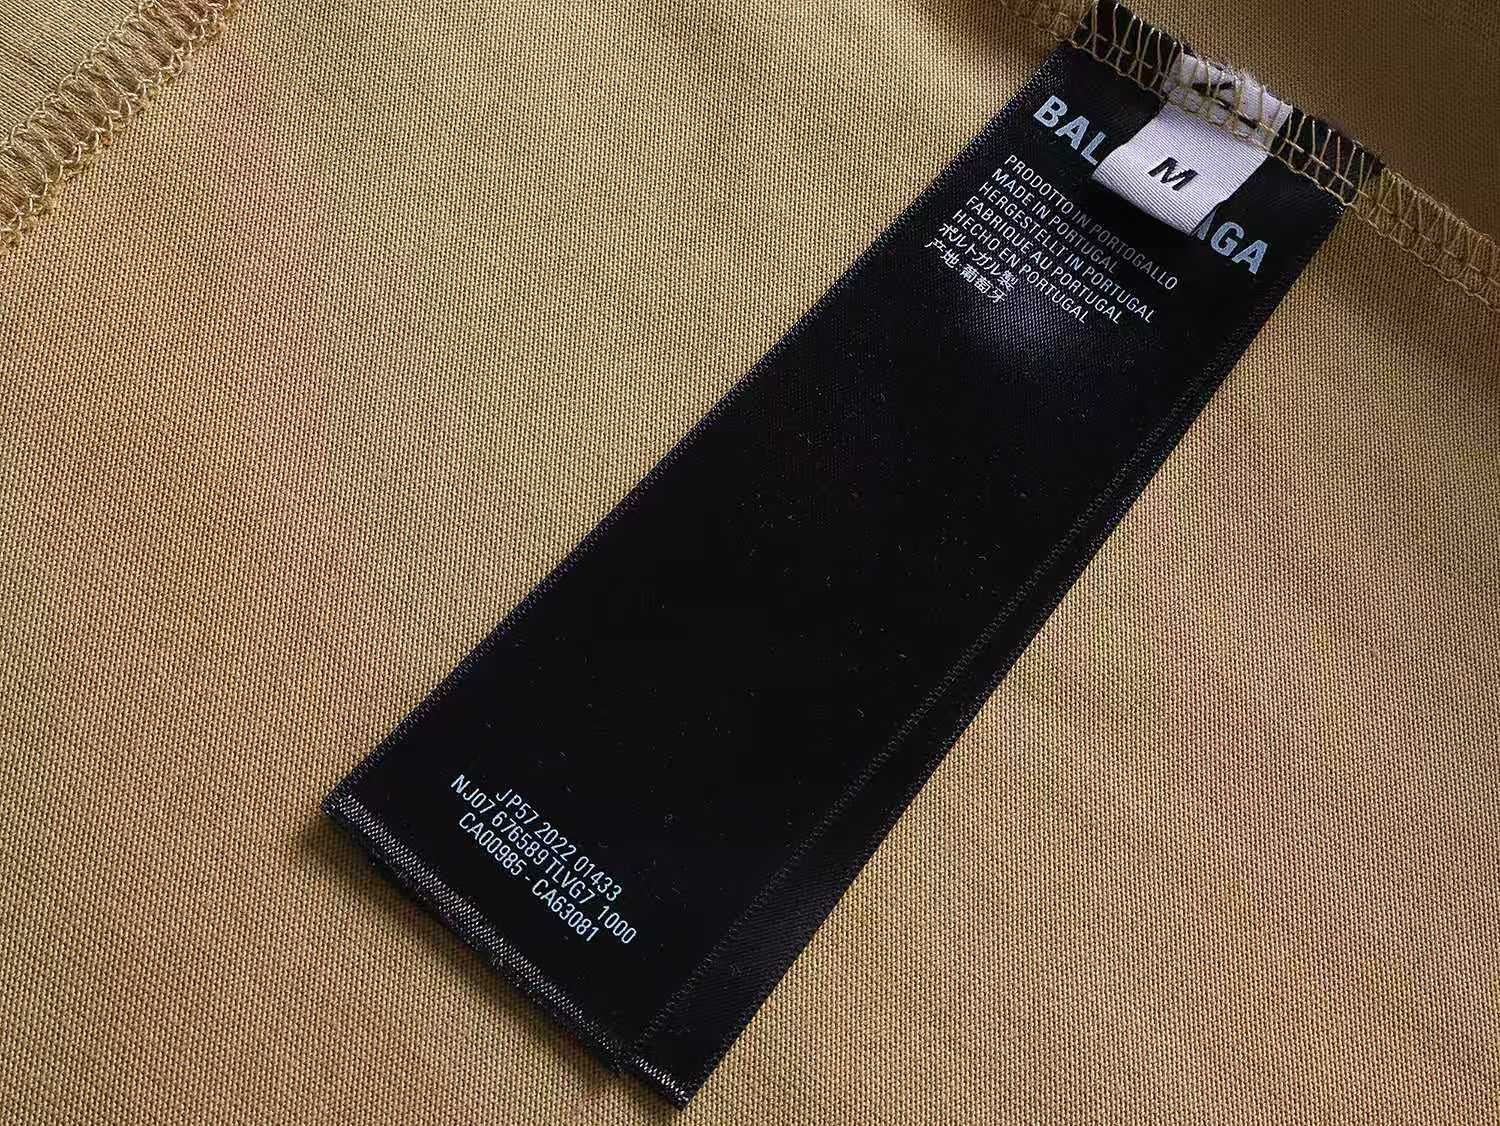 BAL AGA
M
PRODOTTO IN PORTOGALLO
MADE IN PORTUGAL
HERGESTELLT IN PORTUGAL
FABRIQUE AU PORTUGAL
HECHO EN PORTUGAL
ポルトガル製
产地 葡萄牙
JP57 2022 01433
NJ07 676589 TLVG7 1000
CA00985 - CA63081